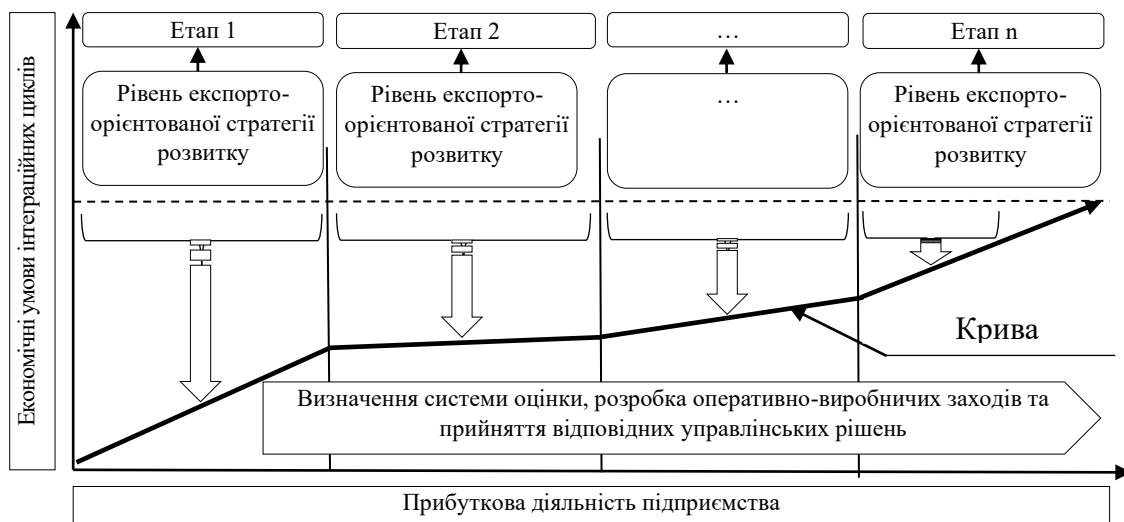 Економічні умови інтеграційних циклів
Етап 1
Етап 2
…
Етап n
Рівень експорто-
орієнтованої стратегії
розвитку
Рівень експорто-
орієнтованої стратегії
розвитку
…
Рівень експорто-
орієнтованої стратегії
розвитку
Крива
Визначення системи оцінки, розробка оперативно-виробничих заходів та
прийняття відповідних управлінських рішень
Прибуткова діяльність підприємства